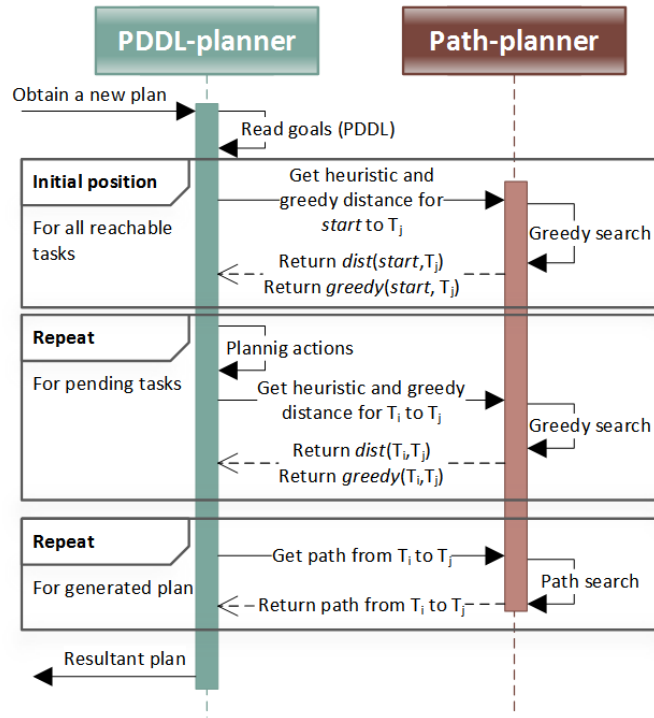 PDDL-planner
Path-planner
Obtain a new plan
Read goals (PDDL)
Initial position
For all reachable
tasks
Get heuristic and
greedy distance for
start to Tj
Greedy search
Return dist(start,Tj)
Return greedy(start, Tj)
Repeat
For pending tasks
Plannig actions
Get heuristic and greedy
distance for Ti to Tj
Greedy search
Return dist(Ti,Tj)
Return greedy(Ti,Tj)
Repeat
For generated plan
Get path from Ti to Tj
Path search
Return path from Ti to Tj
Resultant plan